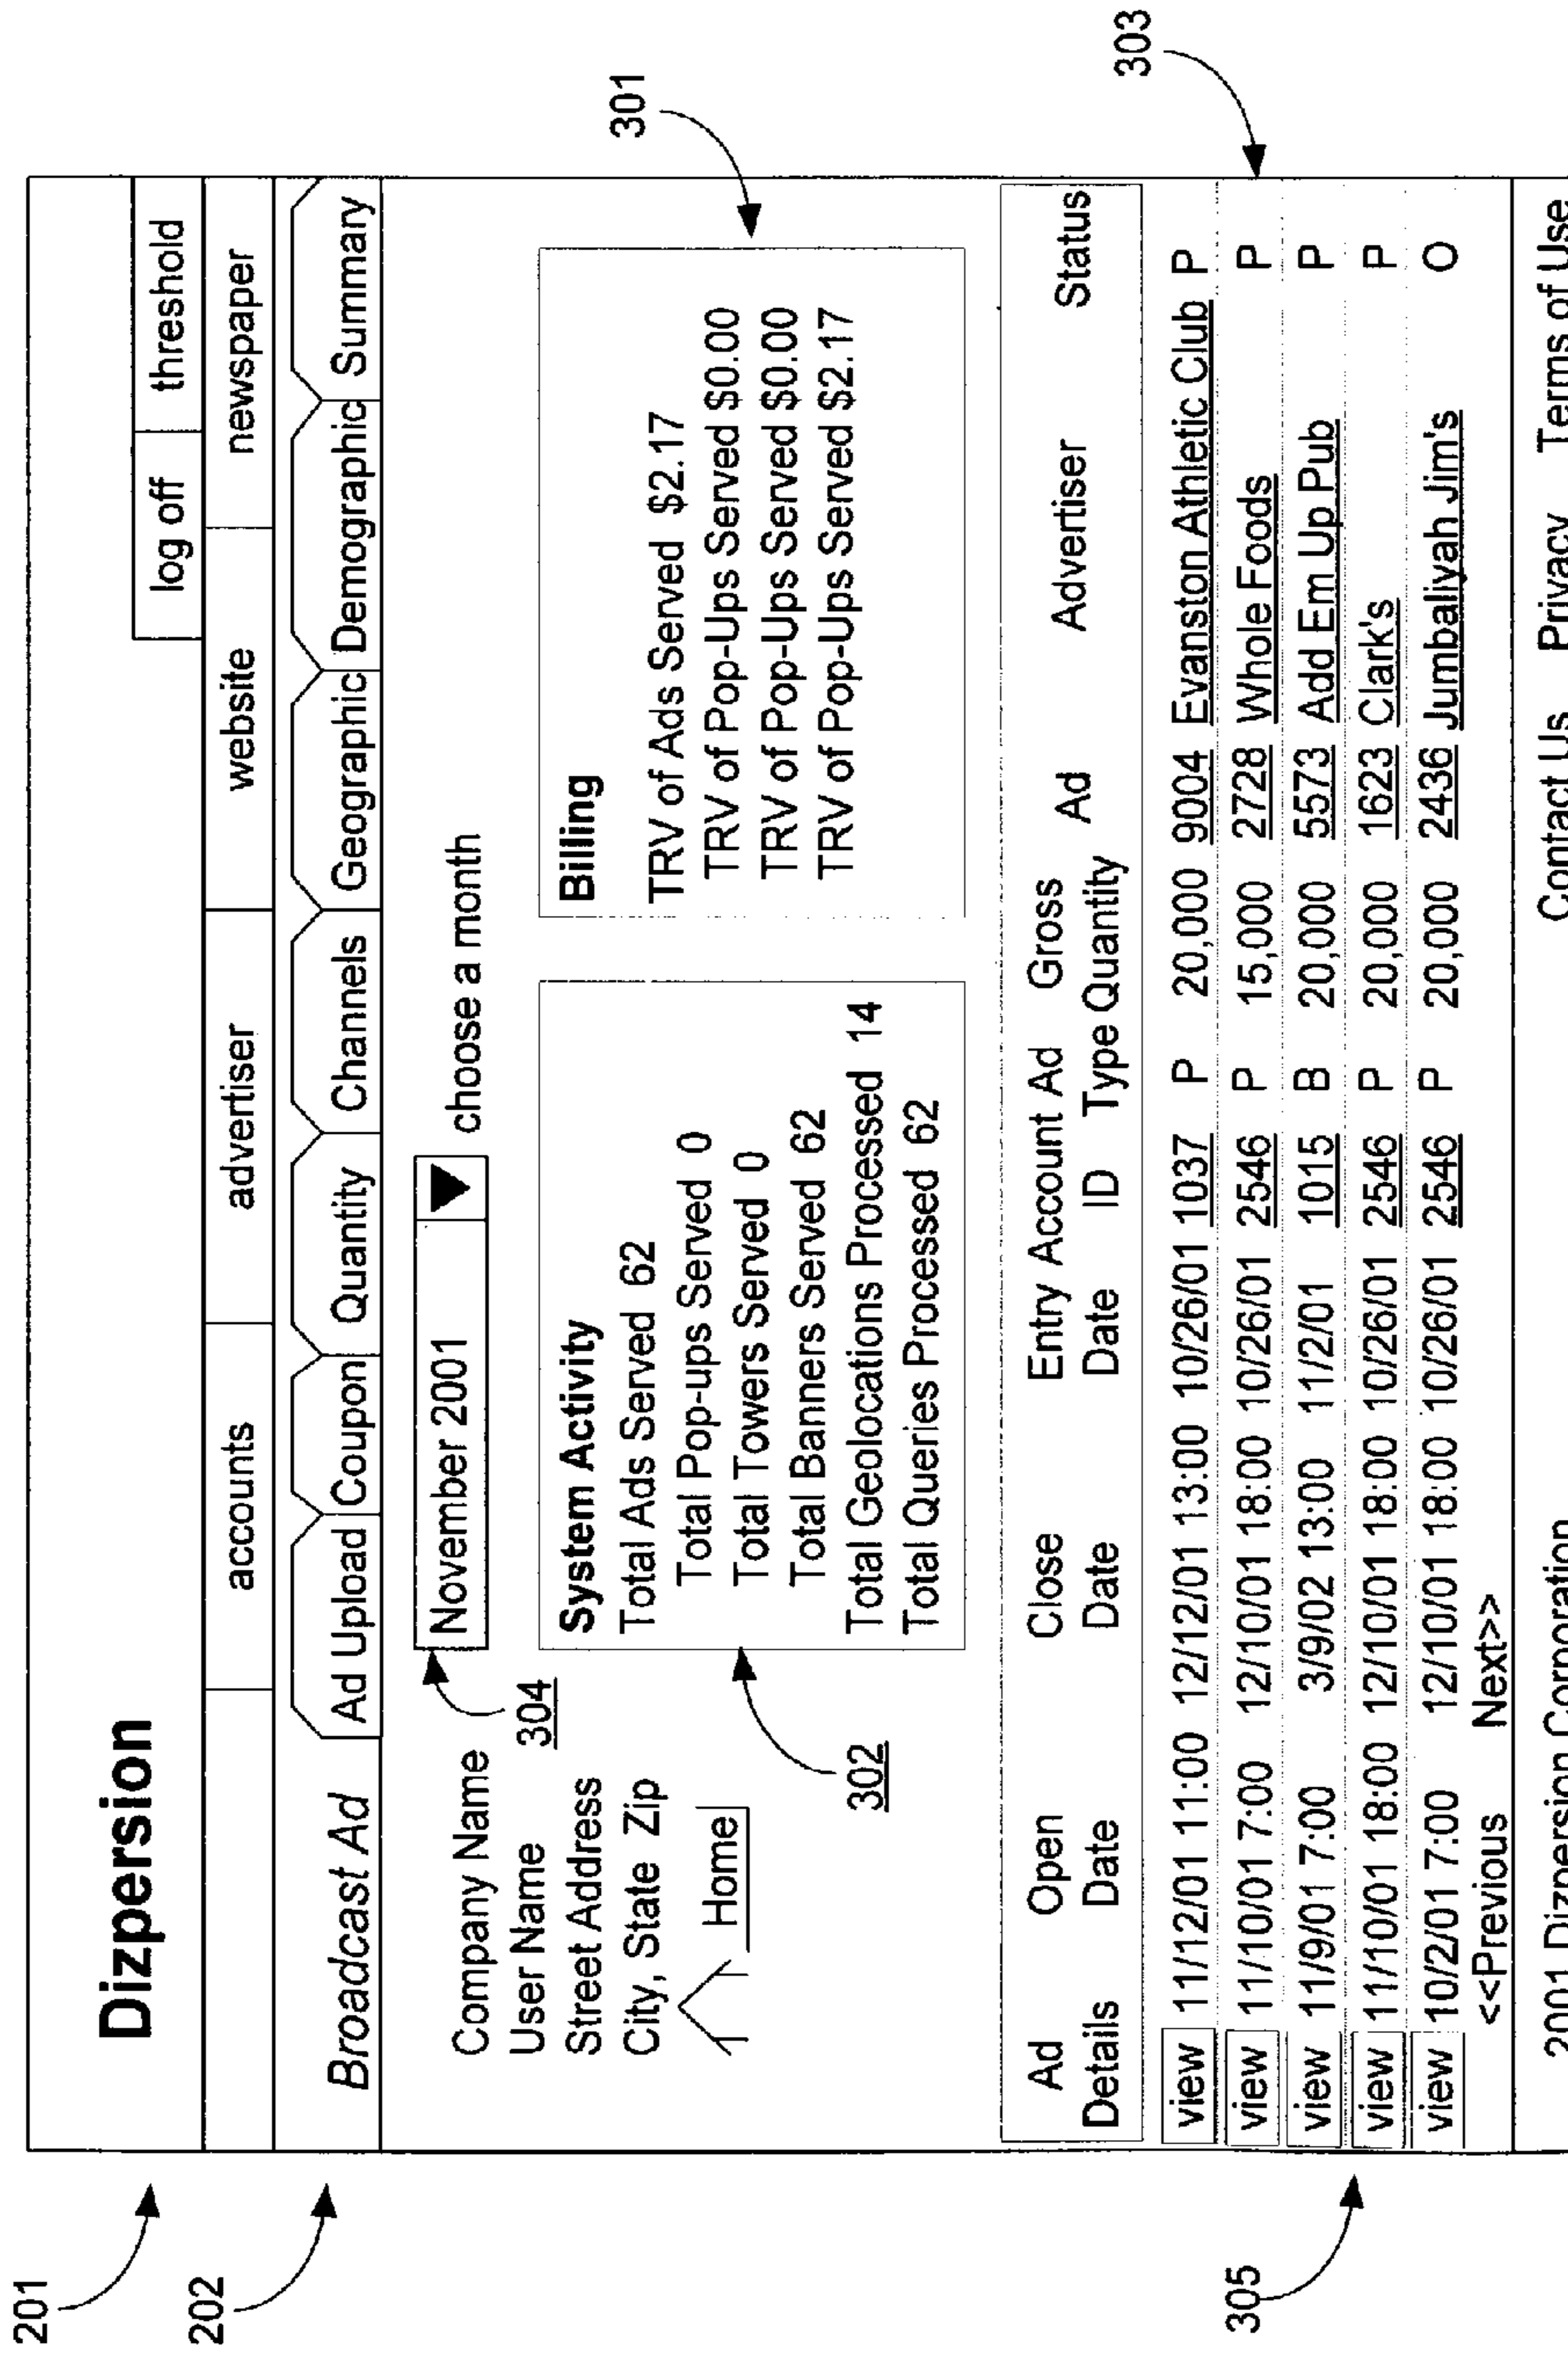 201
Dizpersion
log off threshold
202
accounts advertiser website newspaper
Broadcast Ad Ad Upload Coupon Quantity Channels Geographic Demographic Summary
304
November 2001 choose a month
Company Name
User Name
Street Address
City, State Zip
Home
302
System Activity
Total Ads Served 62
Total Pop-ups Served 0
Total Towers Served 0
Total Banners Served 62
Total Geolocations Processed 14
Total Queries Processed 62
301
Billing
TRV of Ads Served $2.17
TRV of Pop-Ups Served $0.00
TRV of Pop-Ups Served $0.00
TRV of Pop-Ups Served $2.17
303
Ad Open Close Entry Account Ad Gross Ad Advertiser Status
Details Date Date Date ID Type Quantity
view 11/12/01 11:00 12/12/01 13:00 10/26/01 1037 P 20,000 9004 Evanston Athletic Club P
view 11/10/01 7:00 12/10/01 18:00 10/26/01 2546 P 15,000 2728 Whole Foods P
view 11/9/01 7:00 3/9/02 13:00 11/2/01 1015 B 20,000 5573 Add Em Up Pub P
305
view 11/10/01 18:00 12/10/01 18:00 10/26/01 2546 P 20,000 1623 Clark's P
view 10/2/01 7:00 12/10/01 18:00 10/26/01 2546 P 20,000 2436 Jumbaliyah Jim's O
<<Previous Next>>
2001 Dizpersion Corporation Contact Us Privacy Terms of Use